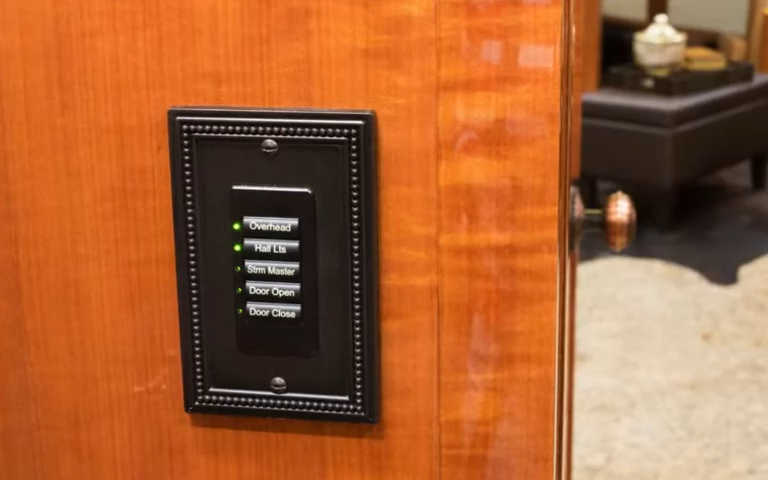 Overhead
Hall Lts
Strm Master
Door Open
Door Close